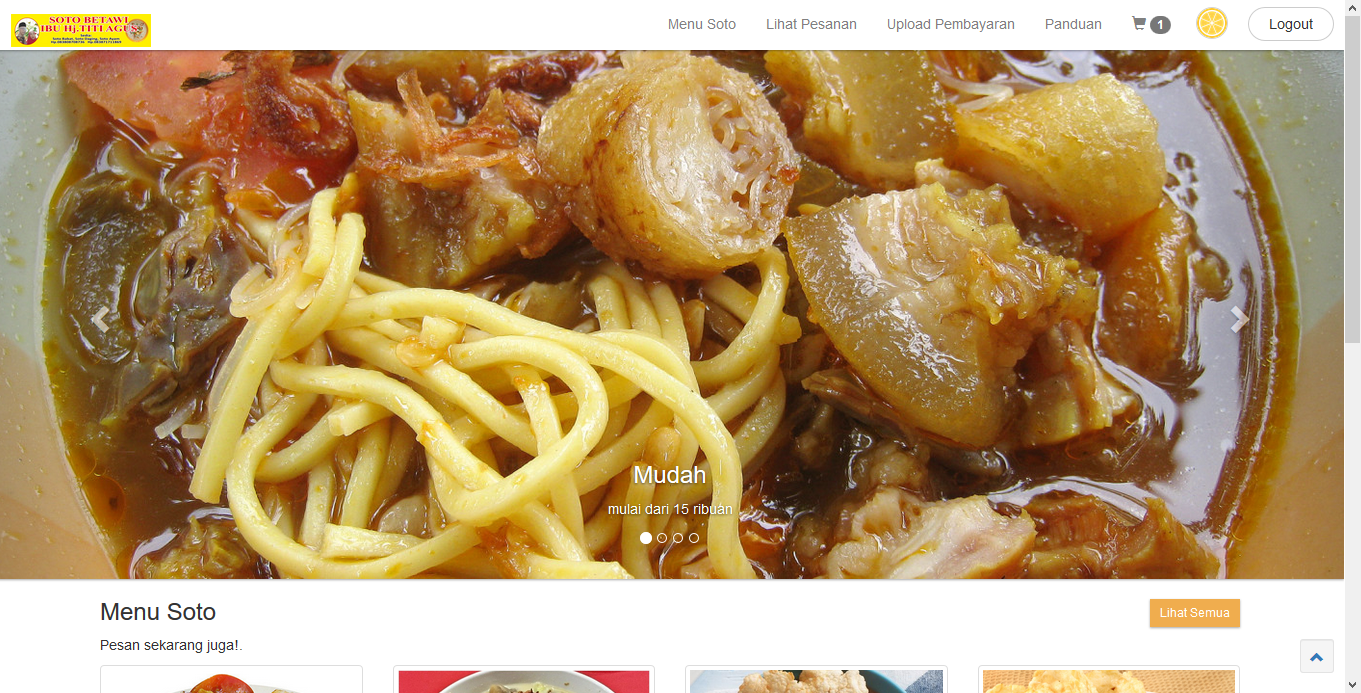 SOTO BETAWI
IBU Hj.TITI AGUS
Menu Soto
Lihat Pesanan
Upload Pembayaran
Panduan
1
Logout
Mudah
mulai dari 15 ribuan
Menu Soto
Lihat Semua
Pesan sekarang juga!.